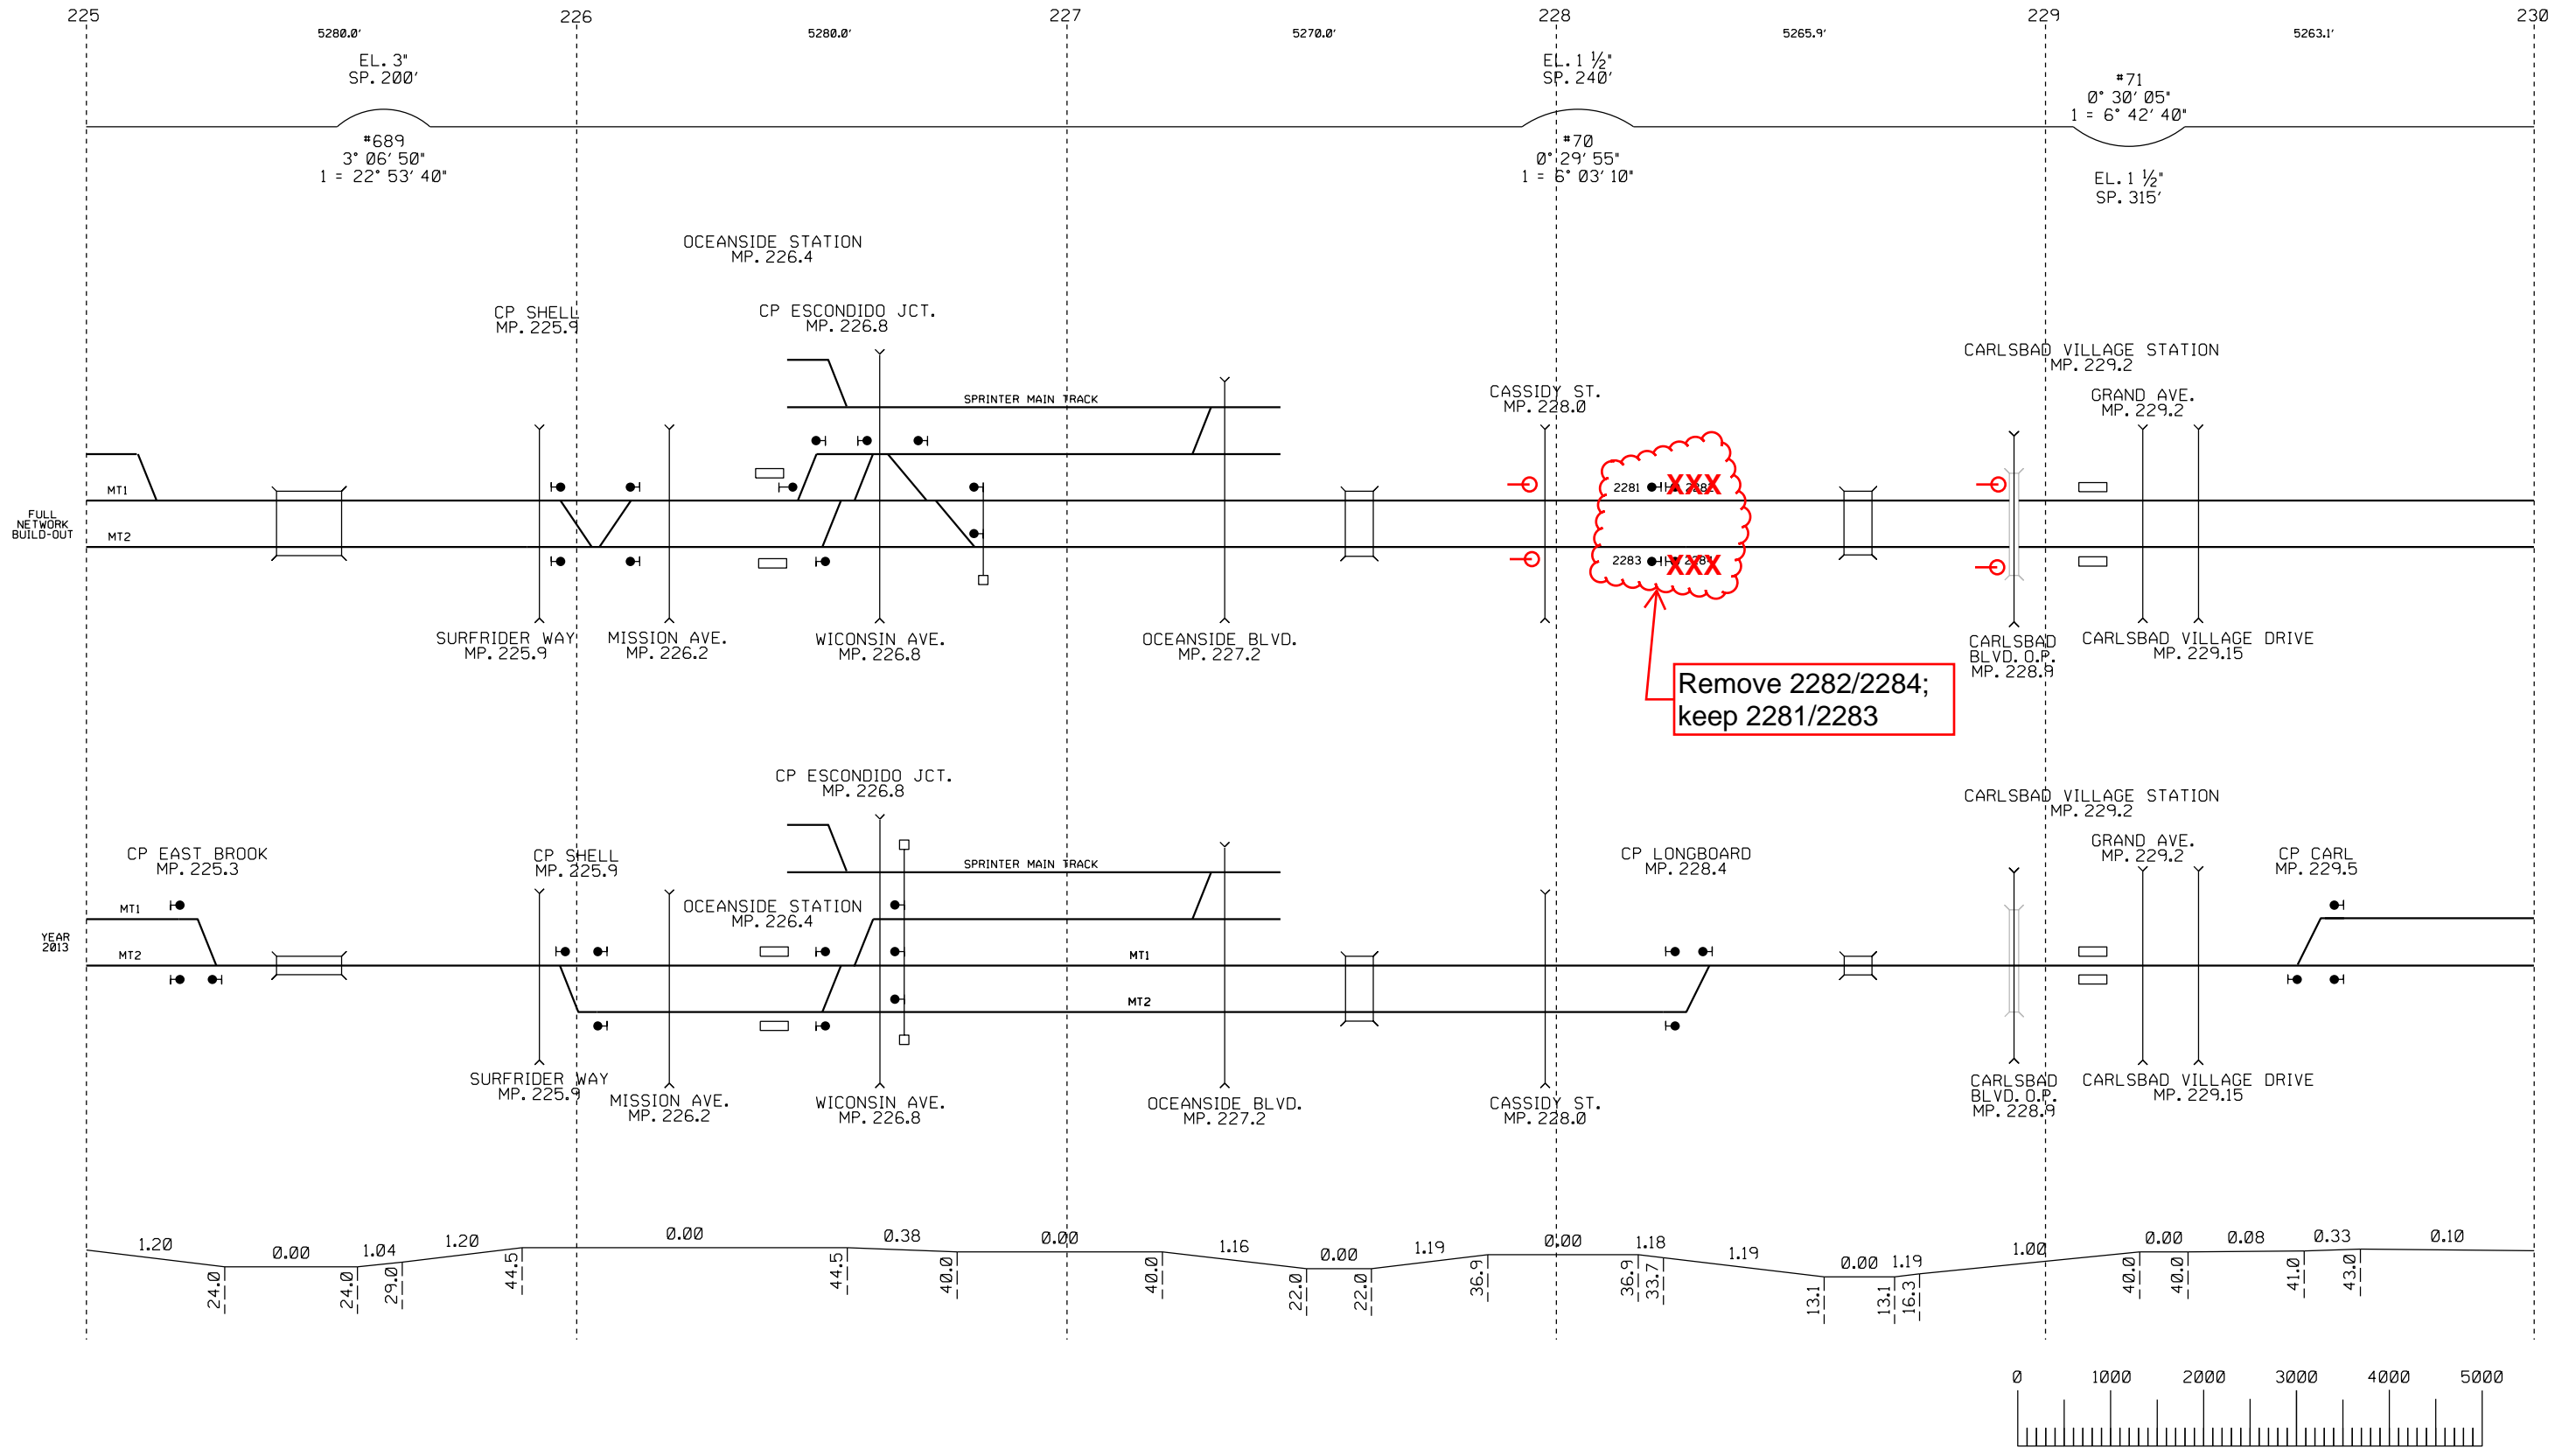 225
226
227
228
229
230
5280.0'
5280.0'
5270.0'
5265.9'
5263.1'
EL. 3"
SP. 200'
#689
3° 06' 50"
1 = 22° 53' 40"
EL. 1 ½"
SP. 240'
#70
0° 29' 55"
1 = 6° 03' 10"
#71
0° 30' 05"
1 = 6° 42' 40"
EL. 1 ½"
SP. 315'
OCEANSIDE STATION
MP. 226.4
CP SHELL
MP. 225.9
CP ESCONDIDO JCT.
MP. 226.8
CARLSBAD VILLAGE STATION
MP. 229.2
CASSIDY ST.
MP. 228.0
GRAND AVE.
MP. 229.2
SPRINTER MAIN TRACK
FULL
NETWORK
BUILD-OUT
MT1
MT2
2281
XXX
2283
XXX
SURFRIDER WAY
MP. 225.9
MISSION AVE.
MP. 226.2
WICONSIN AVE.
MP. 226.8
OCEANSIDE BLVD.
MP. 227.2
CARLSBAD
BLVD. O.P.
MP. 228.9
CARLSBAD VILLAGE DRIVE
MP. 229.15
Remove 2282/2284;
keep 2281/2283
CP ESCONDIDO JCT.
MP. 226.8
CARLSBAD VILLAGE STATION
MP. 229.2
CP EAST BROOK
MP. 225.3
CP SHELL
MP. 225.9
OCEANSIDE STATION
MP. 226.4
SPRINTER MAIN TRACK
CP LONGBOARD
MP. 228.4
GRAND AVE.
MP. 229.2
CP CARL
MP. 229.5
YEAR
2013
MT1
MT2
MT1
MT2
SURFRIDER WAY
MP. 225.9
MISSION AVE.
MP. 226.2
WICONSIN AVE.
MP. 226.8
OCEANSIDE BLVD.
MP. 227.2
CASSIDY ST.
MP. 228.0
CARLSBAD
BLVD. O.P.
MP. 228.9
CARLSBAD VILLAGE DRIVE
MP. 229.15
1.20
0.00
1.04
1.20
0.00
0.38
0.00
1.16
0.00
1.19
0.00
1.18
1.19
0.00
1.19
1.00
0.00
0.08
0.33
0.10
24.0
24.0
29.0
44.5
44.5
40.0
40.0
22.0
22.0
36.9
36.9
33.7
13.1
13.1
16.3
40.0
40.0
41.0
43.0
0
1000
2000
3000
4000
5000